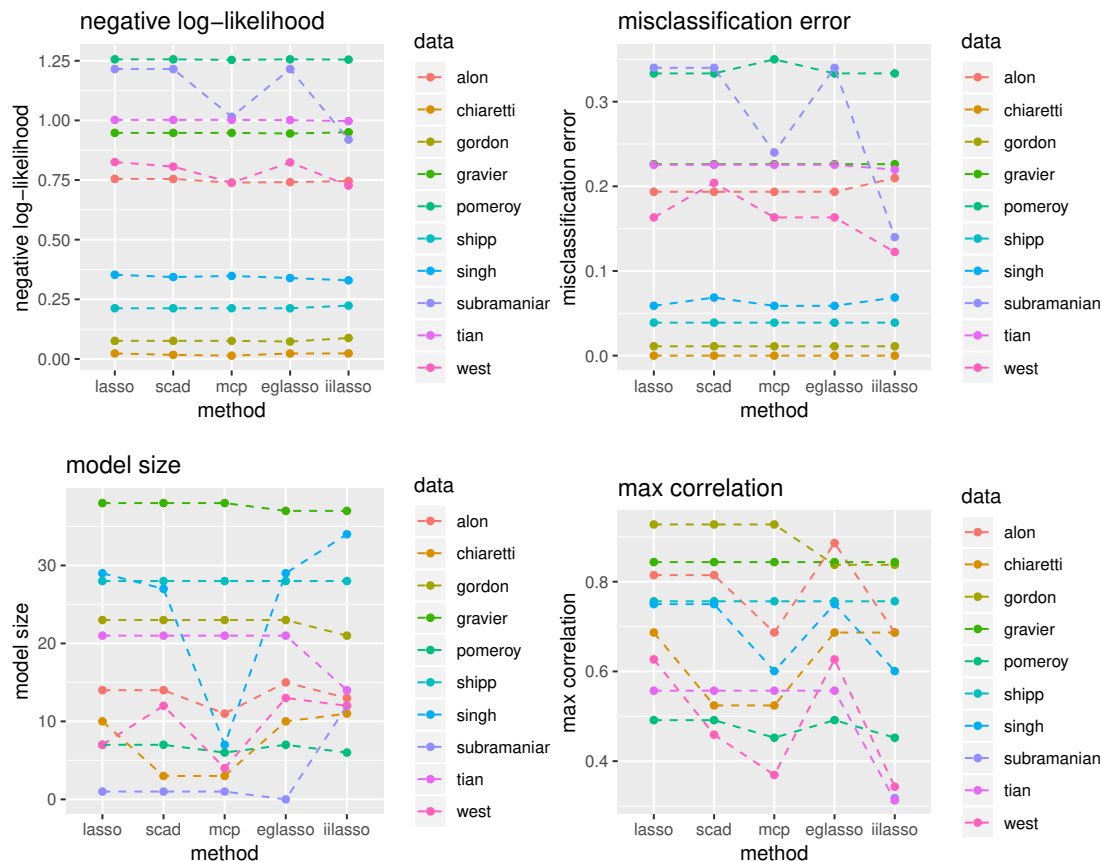 negative log−likelihood
negative log−likelihood
1.25
1.00
0.75
0.50
0.25
0.00
lasso scad mcp eglasso iilasso
method
data
alon
chiaretti
gordon
gravier
pomeroy
shipp
singh
subramaniar
tian
west
misclassification error
misclassification error
0.3
0.2
0.1
0.0
lasso scad mcp eglasso iilasso
method
data
alon
chiaretti
gordon
gravier
pomeroy
shipp
singh
subramanian
tian
west
model size
model size
30
20
10
0
lasso scad mcp eglasso iilasso
method
data
alon
chiaretti
gordon
gravier
pomeroy
shipp
singh
subramaniar
tian
west
max correlation
max correlation
0.8
0.6
0.4
lasso scad mcp eglasso iilasso
method
data
alon
chiaretti
gordon
gravier
pomeroy
shipp
singh
subramanian
tian
west